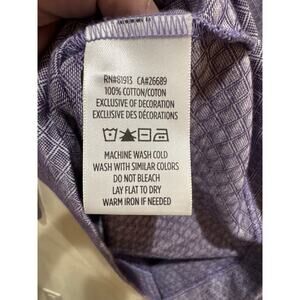 RN#81913 CA#26689
100% COTTON/COTON
EXCLUSIVE OF DECORATION
EXCLUSIVE DES DÉCORATIONS
MACHINE WASH COLD
WASH WITH SIMILAR COLORS
DO NOT BLEACH
LAY FLAT TO DRY
WARM IRON IF NEEDED